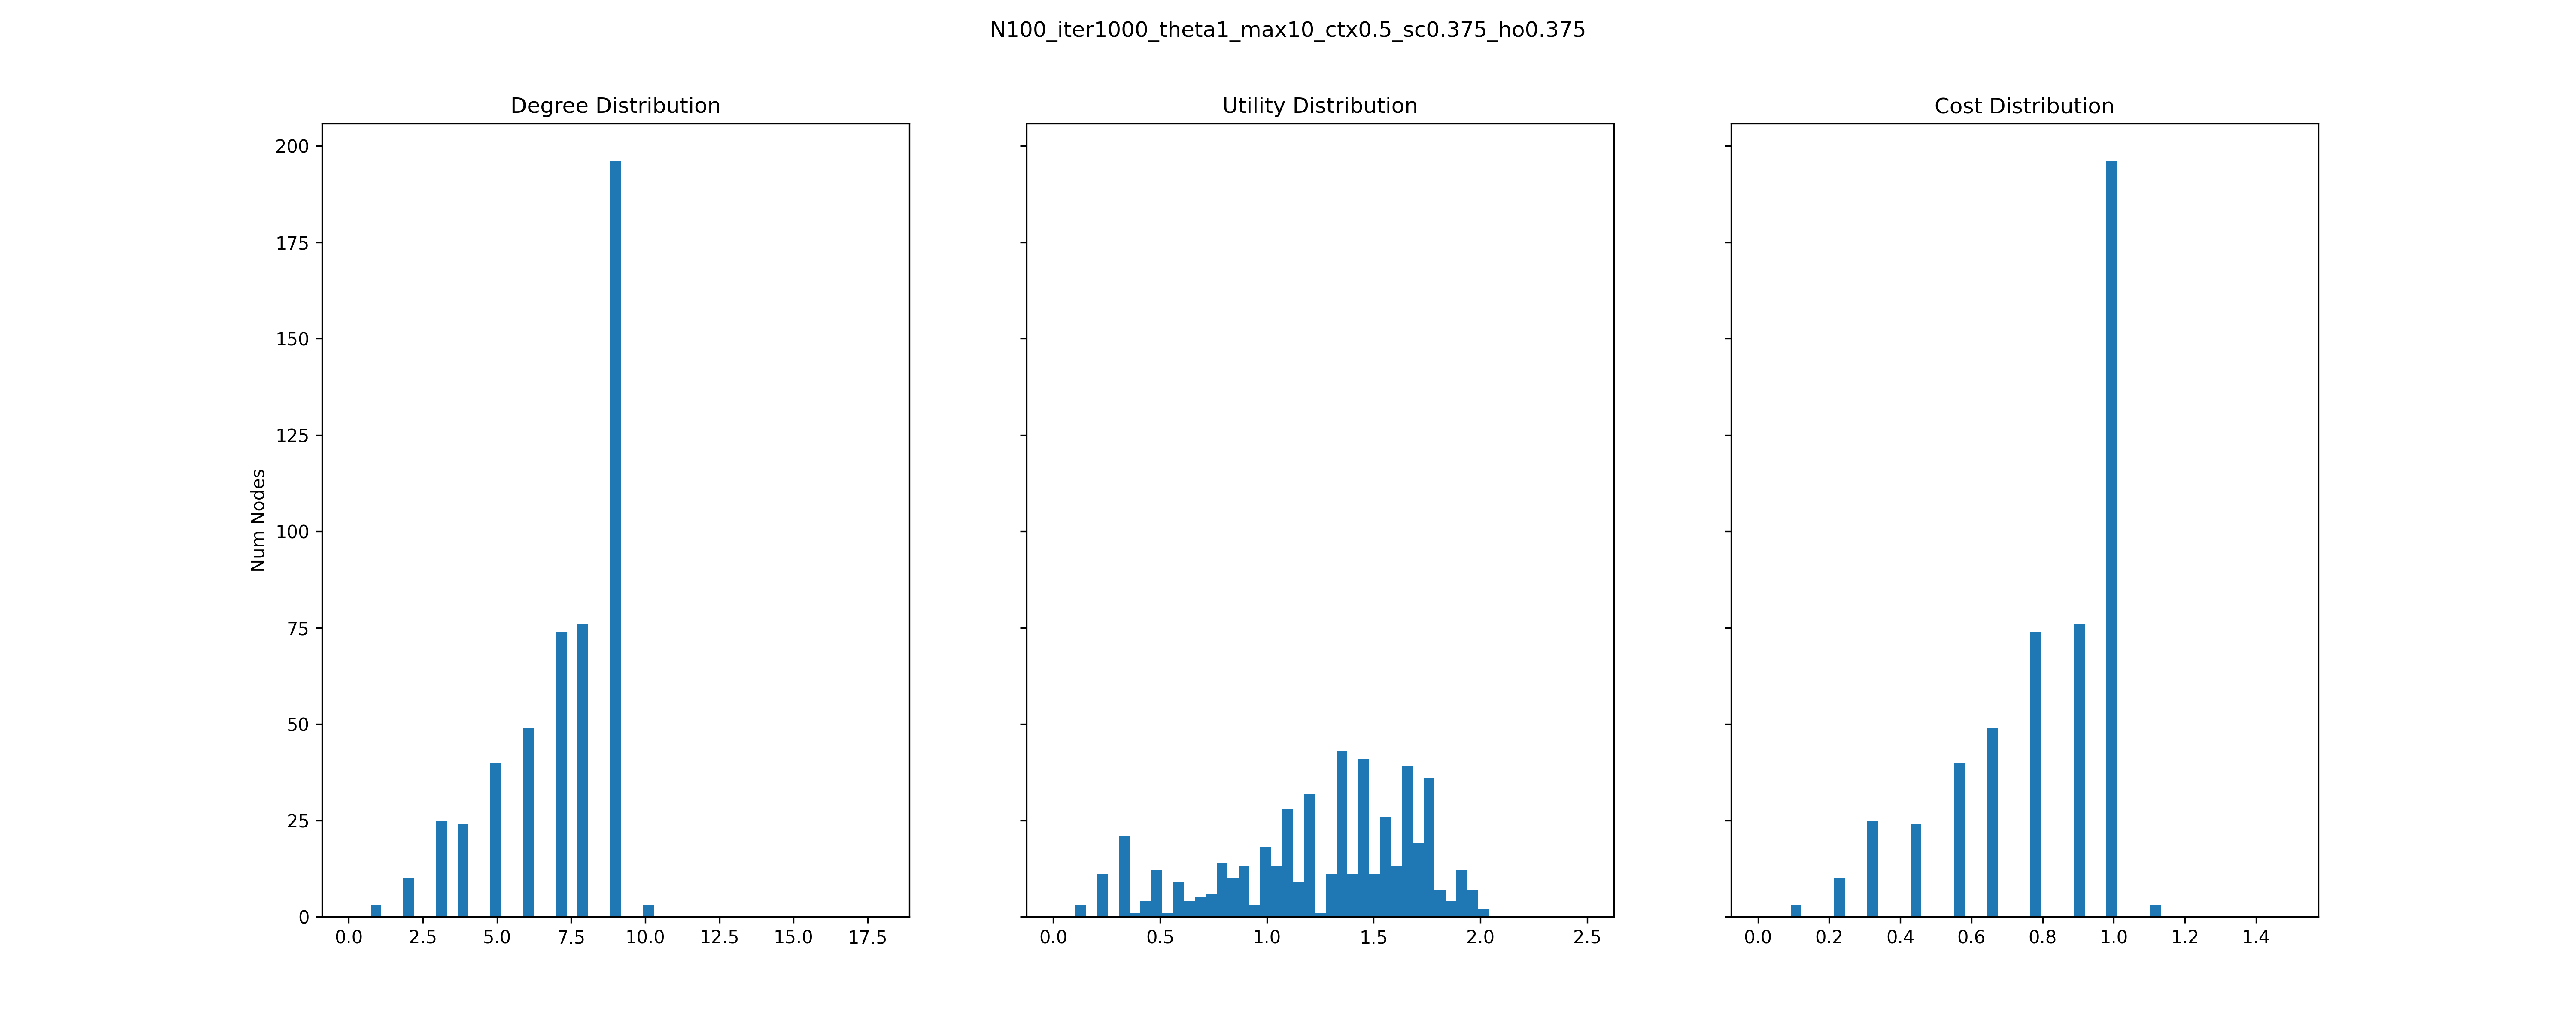 N100_iter1000_theta1_max10_ctx0.5_sc0.375_ho0.375
Degree Distribution
Utility Distribution
Cost Distribution
Num Nodes
200
175
150
125
100
75
50
25
0
0.0 2.5 5.0 7.5 10.0 12.5 15.0 17.5
0.0 0.5 1.0 1.5 2.0 2.5
0.0 0.2 0.4 0.6 0.8 1.0 1.2 1.4